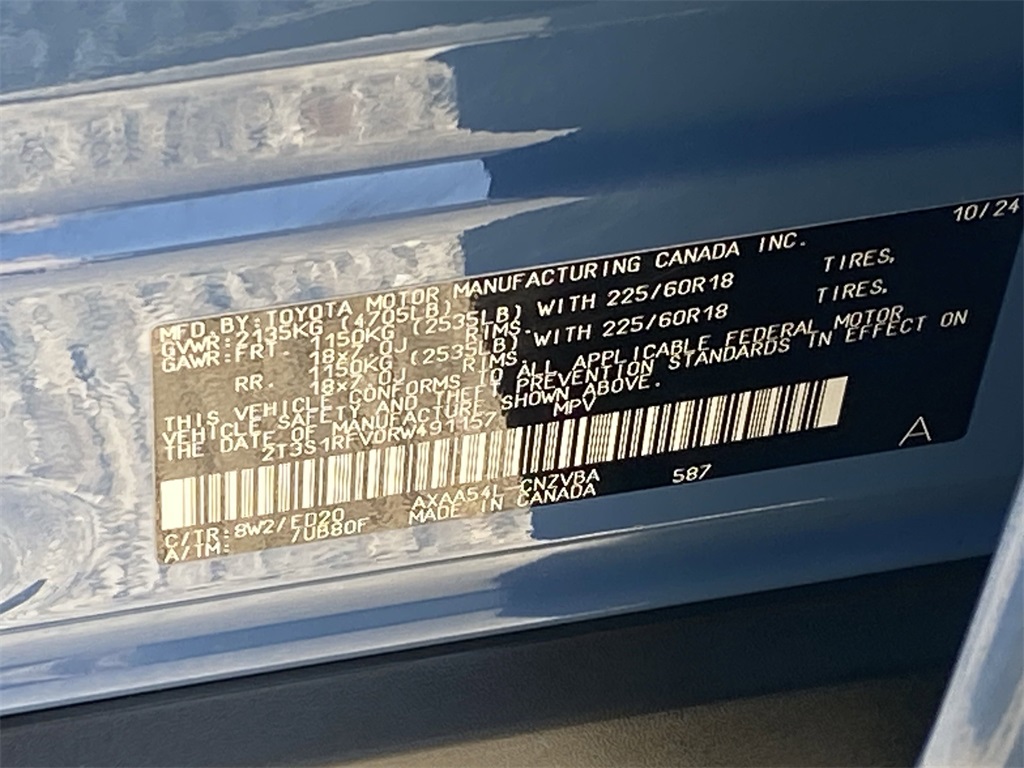 MFD. BY: TOYOTA MOTOR MANUFACTURING CANADA INC. 10/24
GVWR: 2135KG (4705LB)
GAWR: FRT. 1150KG (2535LB) WITH 225/60R18 TIRES,
18x7.0J RIMS.
RR. 1150KG (2535LB) WITH 225/60R18 TIRES,
18x7.0J RIMS.
THIS VEHICLE CONFORMS TO ALL APPLICABLE FEDERAL MOTOR
VEHICLE SAFETY AND THEFT PREVENTION STANDARDS IN EFFECT ON
THE DATE OF MANUFACTURE SHOWN ABOVE.
2T3S1RFV0RW491157 MPV
A
C/TR: 8W2/ED20 AXAA54L-CNZVBA 587
A/TM: /UB80F MADE IN CANADA